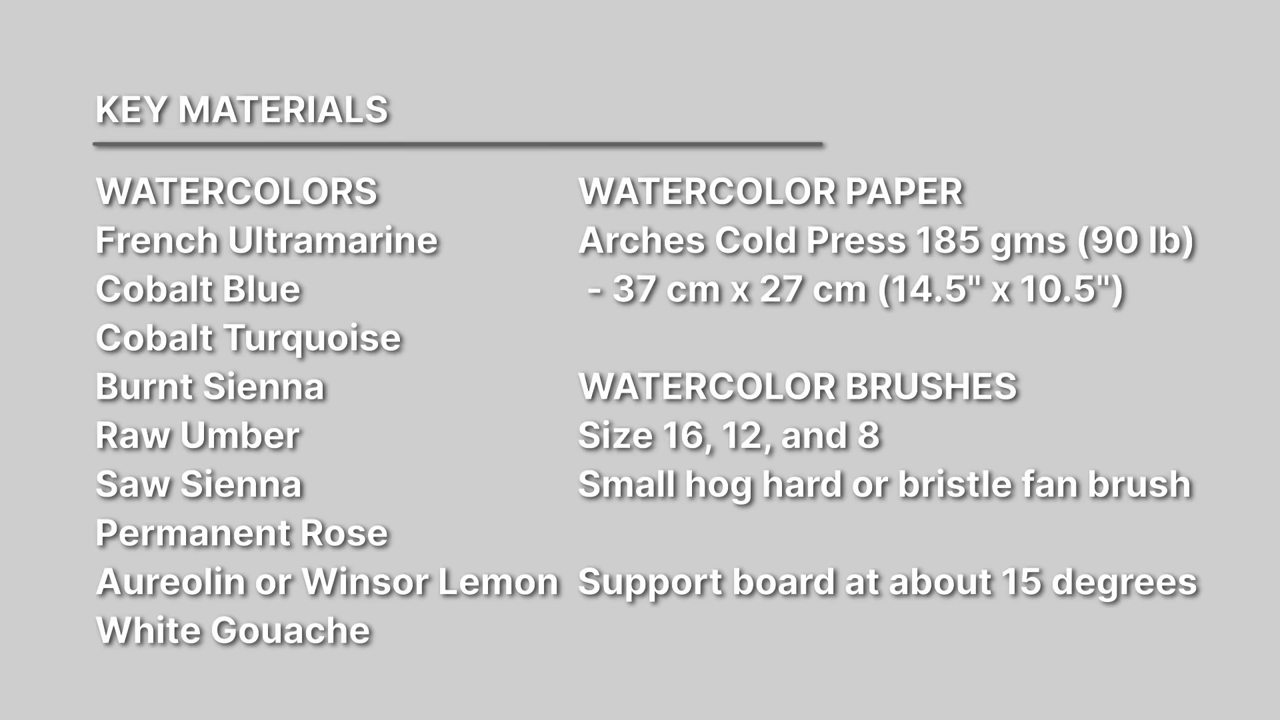 KEY MATERIALS
WATERCOLORS
French Ultramarine
Cobalt Blue
Cobalt Turquoise
Burnt Sienna
Raw Umber
Saw Sienna
Permanent Rose
Aureolin or Winsor Lemon
White Gouache
WATERCOLOR PAPER
Arches Cold Press 185 gms (90 lb)
- 37 cm x 27 cm (14.5" x 10.5")
WATERCOLOR BRUSHES
Size 16, 12, and 8
Small hog hard or bristle fan brush
Support board at about 15 degrees